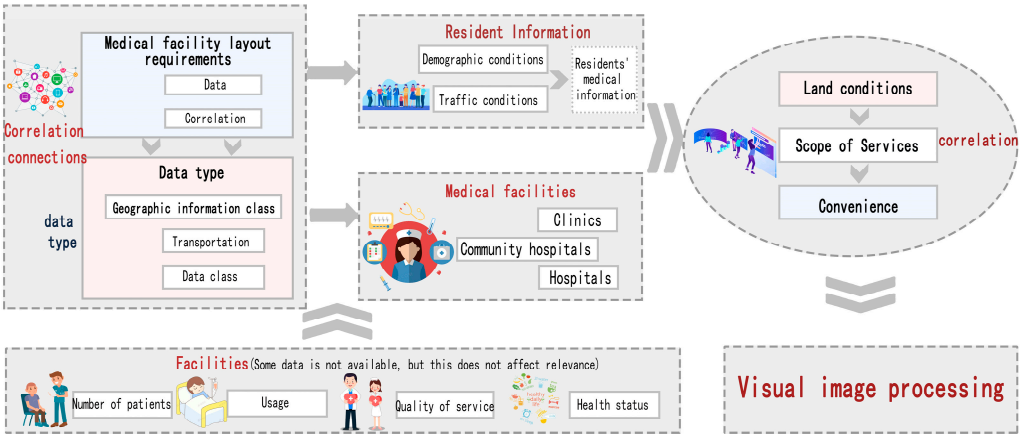 Medical facility layout
requirements
Data
Correlation
Correlation
connections
Data type
Geographic information class
Transportation
Data class
data
type
Resident Information
Demographic conditions
Traffic conditions
Residents'
medical
information
Medical facilities
Clinics
Community hospitals
Hospitals
Land conditions
Scope of Services
Convenience
correlation
Facilities(Some data is not available, but this does not affect relevance)
Number of patients
Usage
Quality of service
Health status
Visual image processing